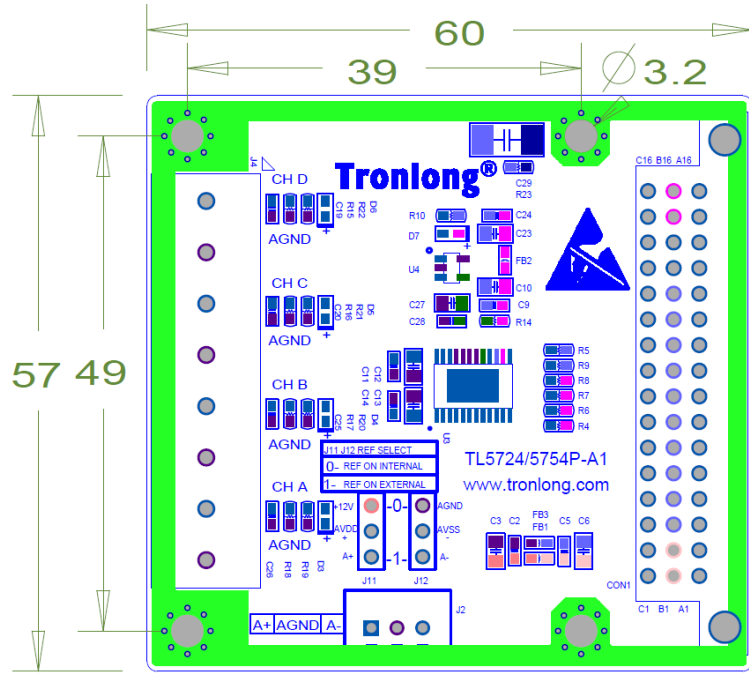 60
39
Ø 3.2
57
49
J4
Tronlong®
C29
R23
C16 B16 A16
CH D
C19
R15
R22
D6
AGND
R10
C24
D7
+
C23
U4
FB2
C10
CH C
C20
R16
R21
D5
AGND
C27
C9
C28
R14
C11
C12
C14
C13
R5
R9
R8
R7
R6
R4
CH B
C25
R17
R20
D4
AGND
U3
J11 J12 REF SELECT
0- REF ON INTERNAL
1- REF ON EXTERNAL
TL5724/5754P-A1
www.tronlong.com
CH A
C26
R18
R19
D3
AGND
+12V
-0-
AGND
AVDD
+
AVSS
-
A+
-1-
A-
J11
J12
C3
C2
FB3
FB1
C5
C6
CON1
C1 B1 A1
J2
A+ AGND A-